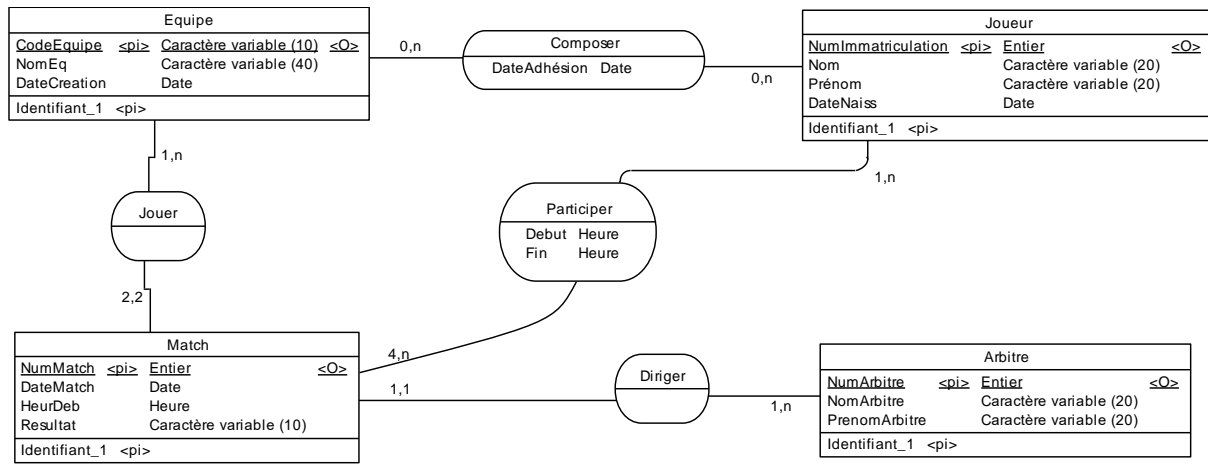 Equipe
CodeEquipe <pi> Caractère variable (10) <O>
NomEq Caractère variable (40)
DateCreation Date
Identifiant_1 <pi>
0,n
Composer
DateAdhésion Date
0,n
Joueur
NumImmatriculation <pi> Entier <O>
Nom Caractère variable (20)
Prénom Caractère variable (20)
DateNaiss Date
Identifiant_1 <pi>
1,n
Jouer
2,2
Participer
Debut Heure
Fin Heure
1,n
4,n
Match
NumMatch <pi> Entier <O>
DateMatch Date
HeurDeb Heure
Resultat Caractère variable (10)
Identifiant_1 <pi>
1,1
Diriger
1,n
Arbitre
NumArbitre <pi> Entier <O>
NomArbitre Caractère variable (20)
PrenomArbitre Caractère variable (20)
Identifiant_1 <pi>